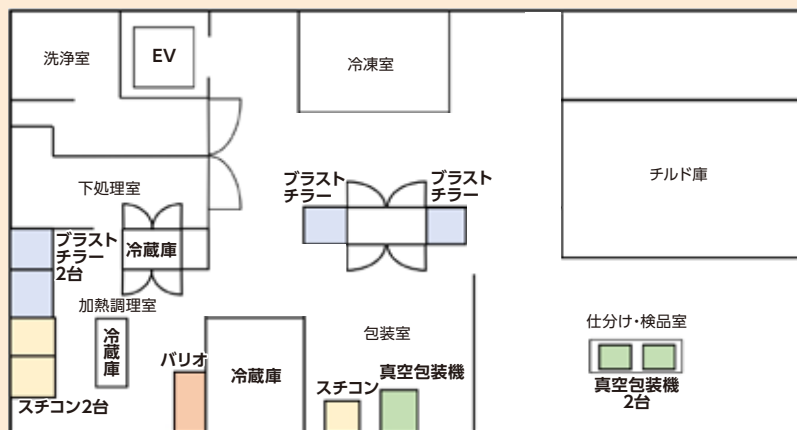 洗浄室
EV
冷凍室
チルド庫
下処理室
ブラスト
チラー
ブラスト
チラー
ブラスト
チラー
2台
冷蔵庫
加熱調理室
冷蔵庫
バリオ
冷蔵庫
包装室
スチコン
真空包装機
仕分け・検品室
真空包装機
2台
スチコン2台